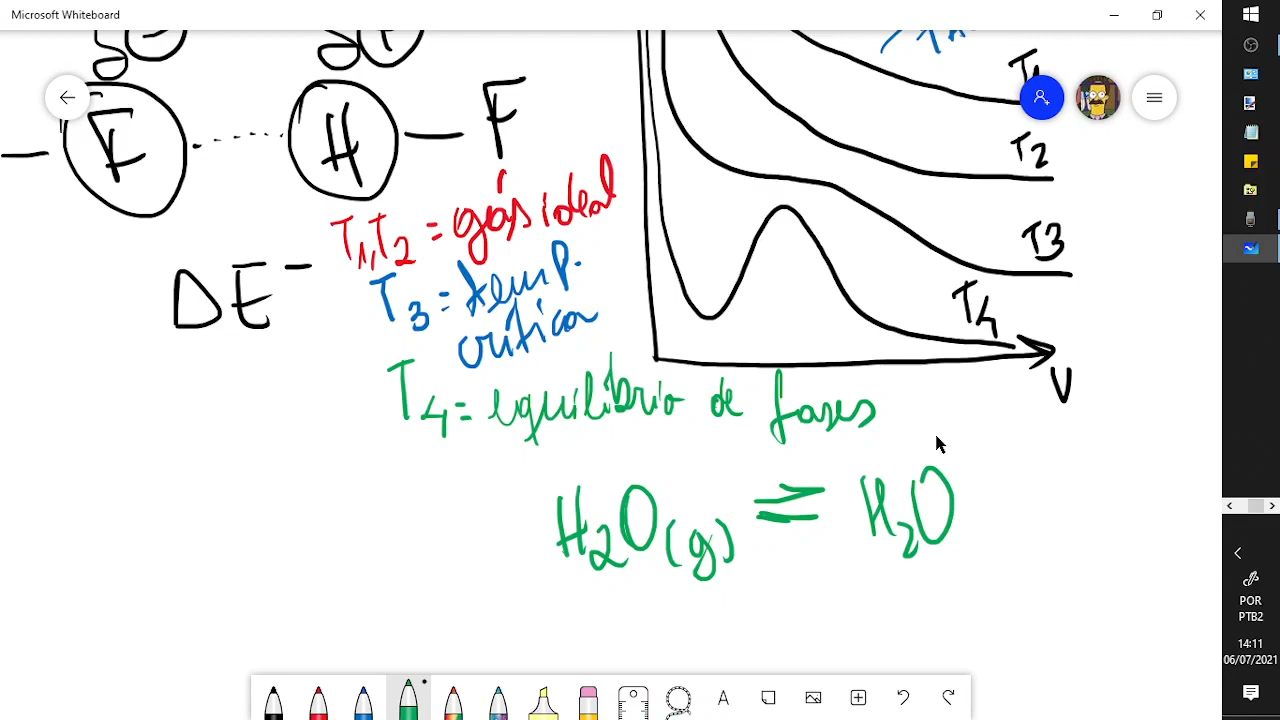 Microsoft Whiteboard
δ⊖ δ⊕
— F ........ H — F
ΔE –
T1,T2 = gás ideal
T3 = temp.
crítica
T4 = equilíbrio de fases
H2O(g) ⇌ H2O
T1
T2
T3
T4
V
A
POR
PTB2
14:11
06/07/2021